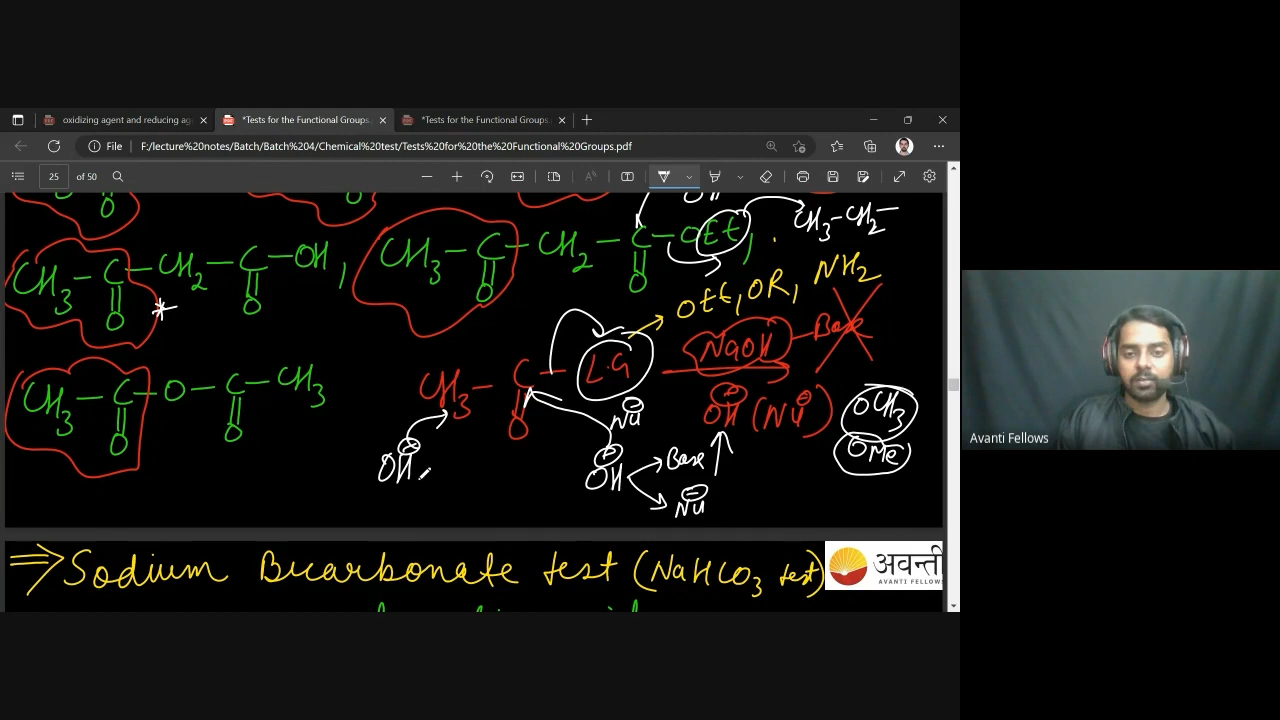 oxidizing agent and reducing ag
*Tests for the Functional Groups.
*Tests for the Functional Groups.
File F:/lecture%20notes/Batch/Batch%204/Chemical%20test/Tests%20for%20the%20Functional%20Groups.pdf
25 of 50
O
CH3-CH2-
CH3-C-CH2-C-OH, CH3-C-CH2-C-OEt,
O O O O
OEt, OR, NH2
NaOH Base
CH3-C-O-C-CH3 CH3-C-L.G
O O O Nu⊖ OH⊖ (Nu⊖) OCH3
OMe
OH⊖ OH⊖ Base
Nu⊖
Avanti Fellows
⇒ Sodium Bicarbonate test (NaHCO3 test)
अवन्ती
AVANTI FELLOWS